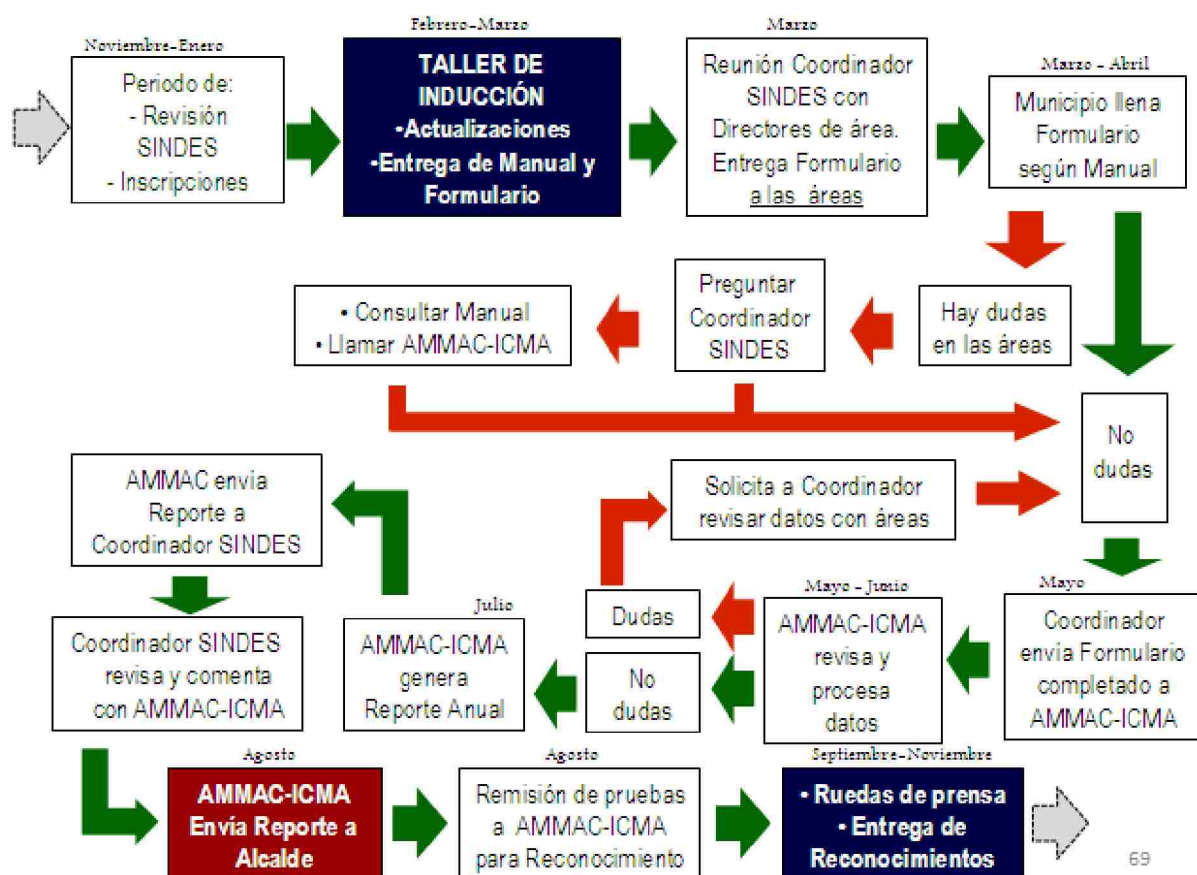 Noviembre-Enero
Periodo de:
- Revisión
SINDES
- Inscripciones
Febrero-Marzo
TALLER DE
INDUCCIÓN
•Actualizaciones
•Entrega de Manual y
Formulario
Marzo
Reunión Coordinador
SINDES con
Directores de área.
Entrega Formulario
a las áreas
Marzo - Abril
Municipio llena
Formulario
según Manual
• Consultar Manual
• Llamar AMMAC-ICMA
Preguntar
Coordinador
SINDES
Hay dudas
en las áreas
No
dudas
AMMAC envía
Reporte a
Coordinador SINDES
Solicita a Coordinador
revisar datos con áreas
Coordinador SINDES
revisa y comenta
con AMMAC-ICMA
Julio
AMMAC-ICMA
genera
Reporte Anual
Dudas
No
dudas
Mayo - Junio
AMMAC-ICMA
revisa y
procesa
datos
Mayo
Coordinador
envía Formulario
completado a
AMMAC-ICMA
Agosto
AMMAC-ICMA
Envía Reporte a
Alcalde
Agosto
Remisión de pruebas
a AMMAC-ICMA
para Reconocimiento
Septiembre-Noviembre
• Ruedas de prensa
• Entrega de
Reconocimientos
69